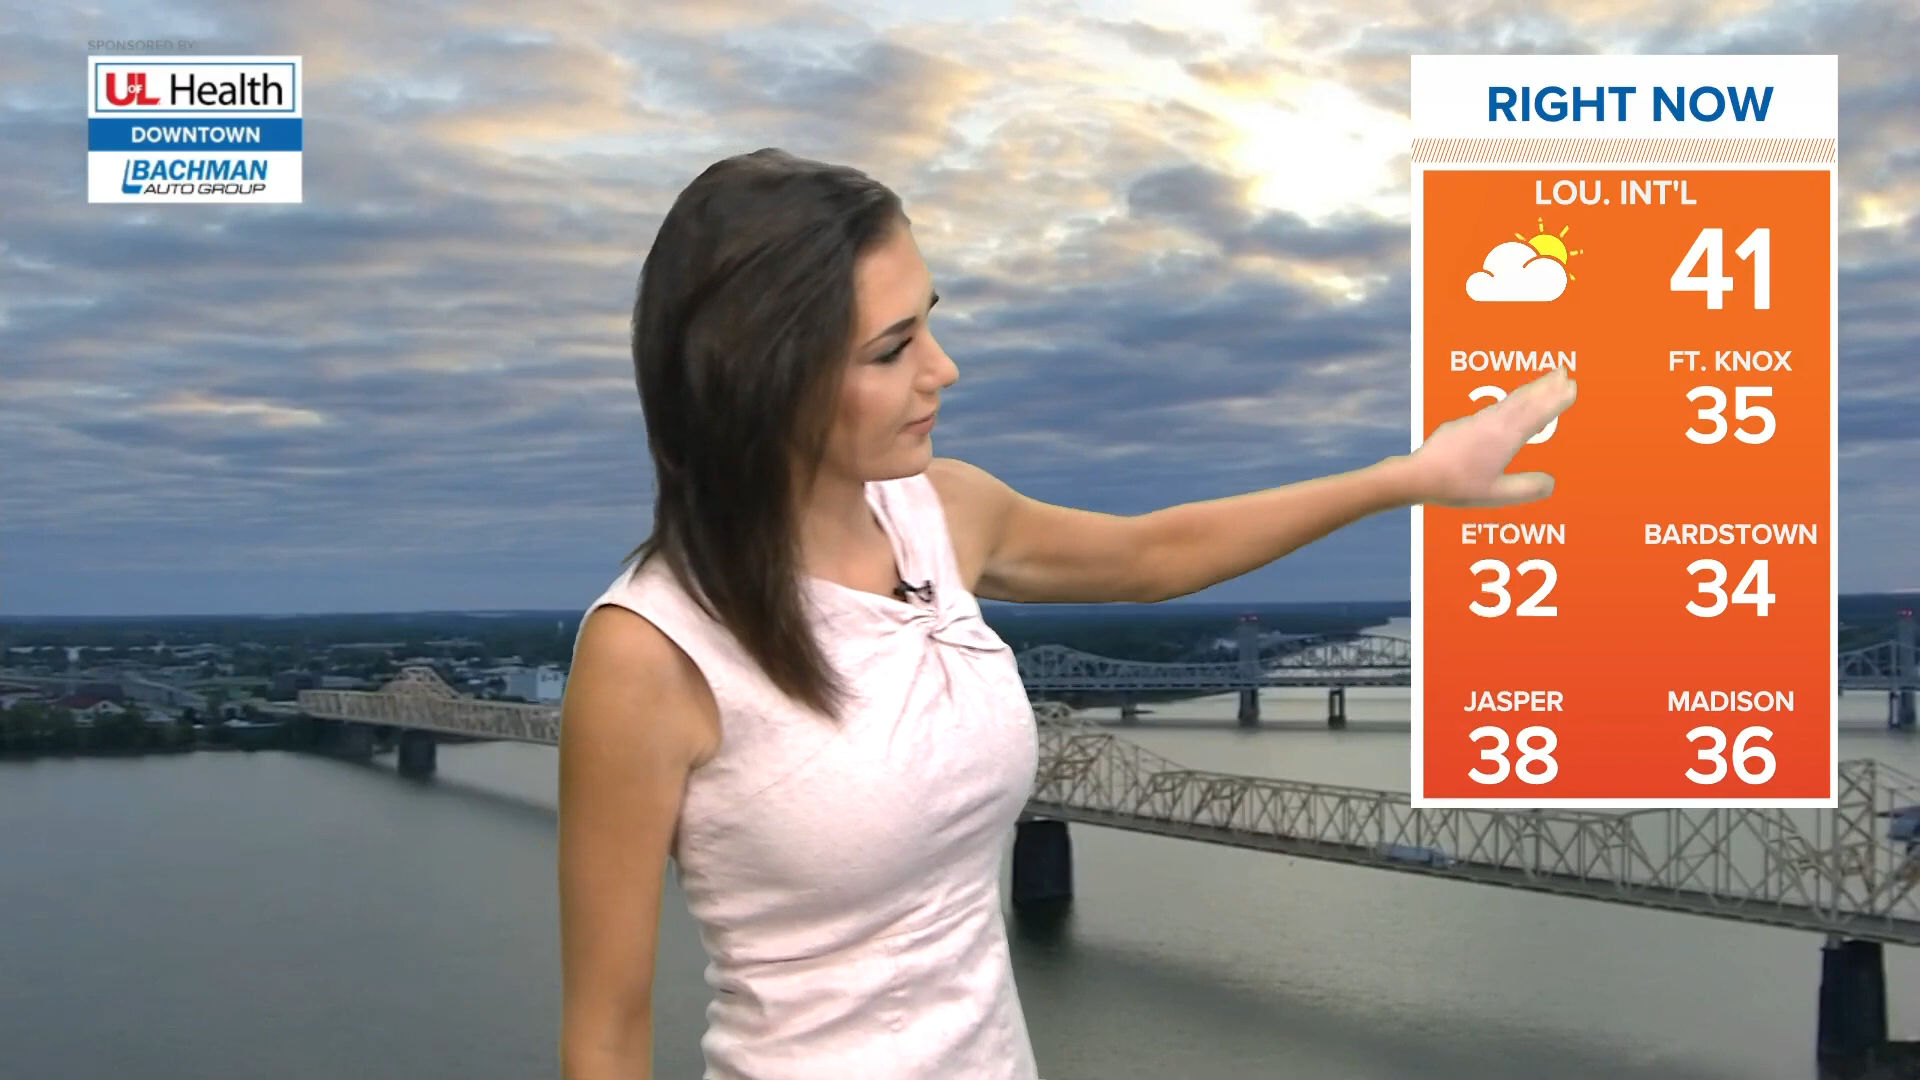 SPONSORED BY:
UofL Health
DOWNTOWN
BACHMAN
AUTO GROUP
RIGHT NOW
LOU. INT'L
41
BOWMAN FT. KNOX
35
E'TOWN BARDSTOWN
32 34
JASPER MADISON
38 36